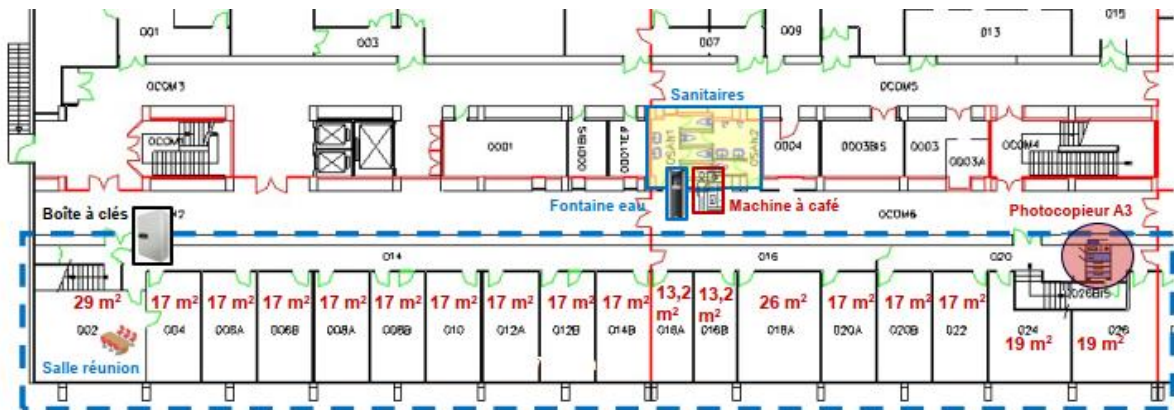 001
003
007
009
013
015
0COM3
0COM5
Sanitaires
0COM1
0001
0001BIS
0001TEP
0SAN1
0SAN2
0004
0003BIS
0003
0003A
0COM4
Boîte à clés
Fontaine eau
Machine à café
0COM6
Photocopieur A3
014
016
020
29 m²
17 m²
17 m²
17 m²
17 m²
17 m²
17 m²
17 m²
17 m²
17 m²
13,2 m²
13,2 m²
26 m²
17 m²
17 m²
17 m²
0026BIS
002
004
006A
006B
008A
008B
010
012A
012B
014B
016A
016B
018A
020A
020B
022
024
026
19 m²
19 m²
Salle réunion